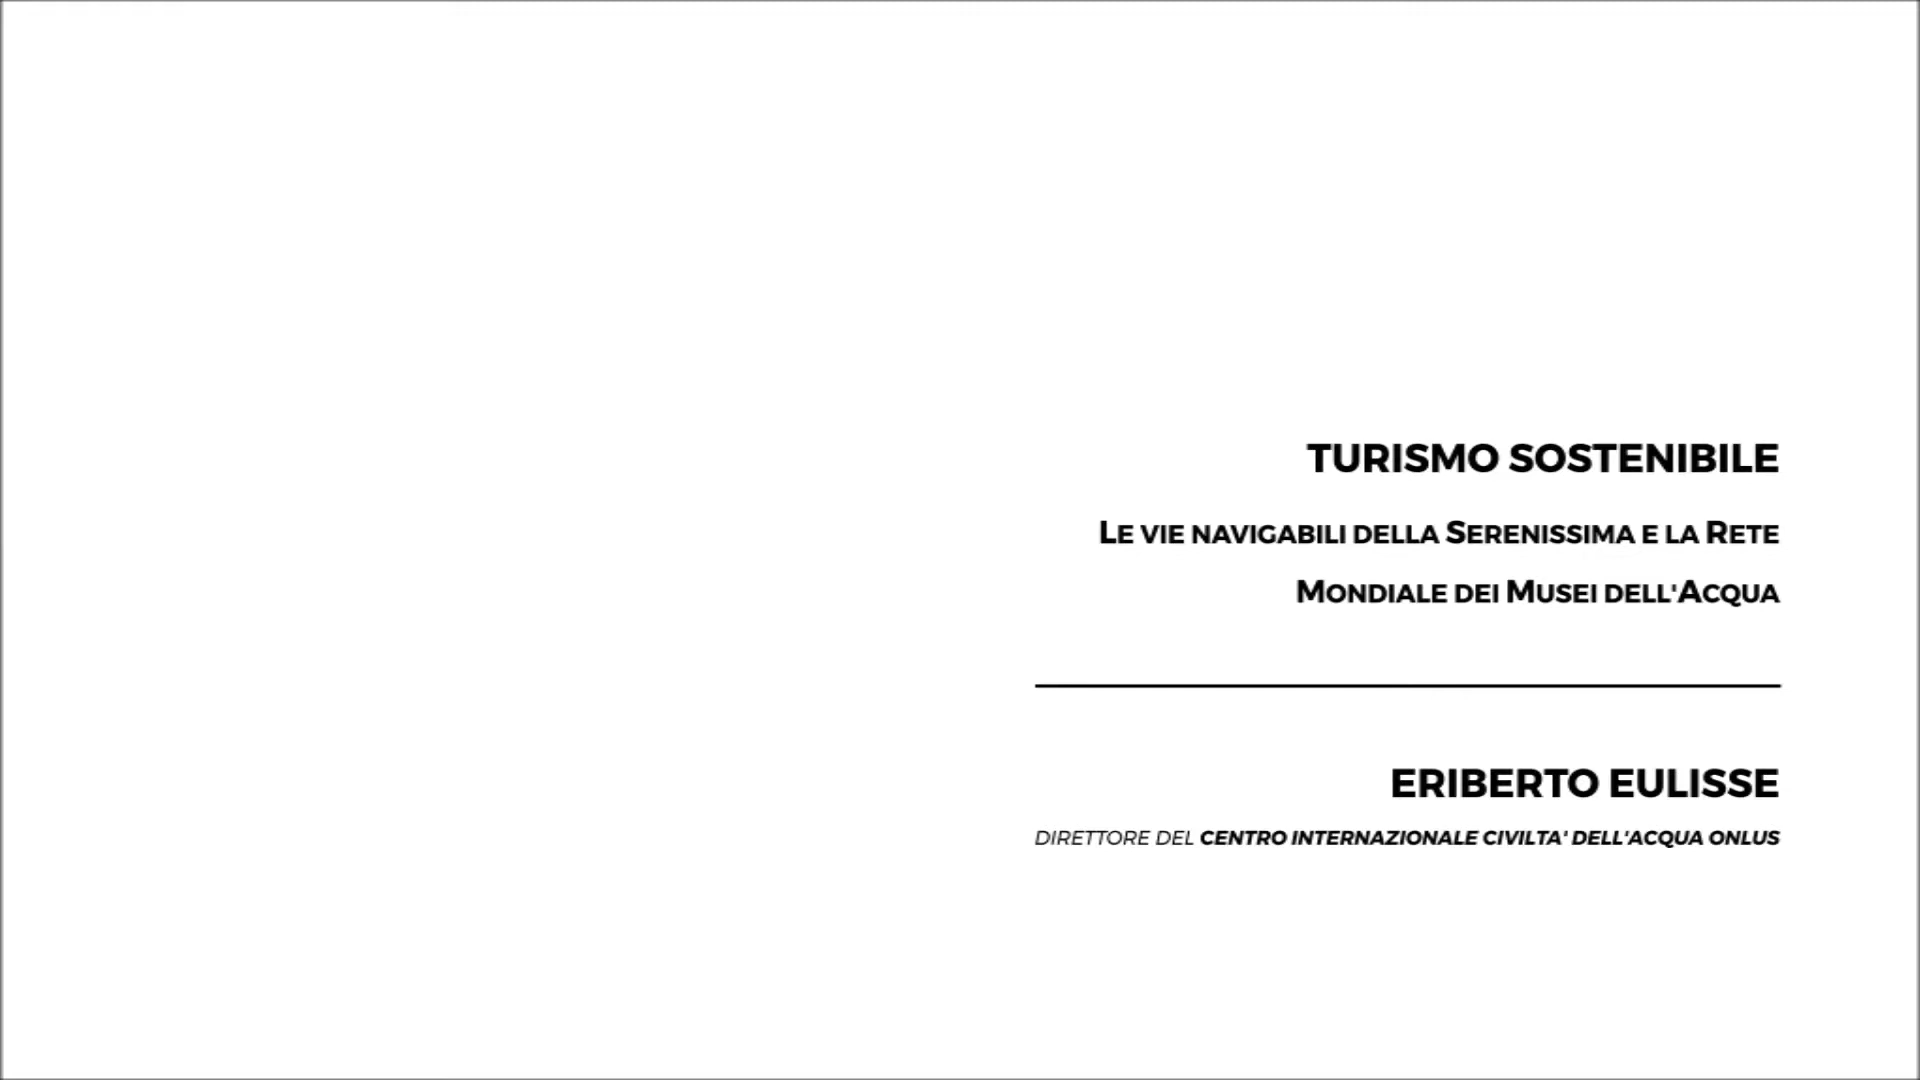 TURISMO SOSTENIBILE
LE VIE NAVIGABILI DELLA SERENISSIMA E LA RETE
MONDIALE DEI MUSEI DELL'ACQUA
ERIBERTO EULISSE
DIRETTORE DEL CENTRO INTERNAZIONALE CIVILTA' DELL'ACQUA ONLUS